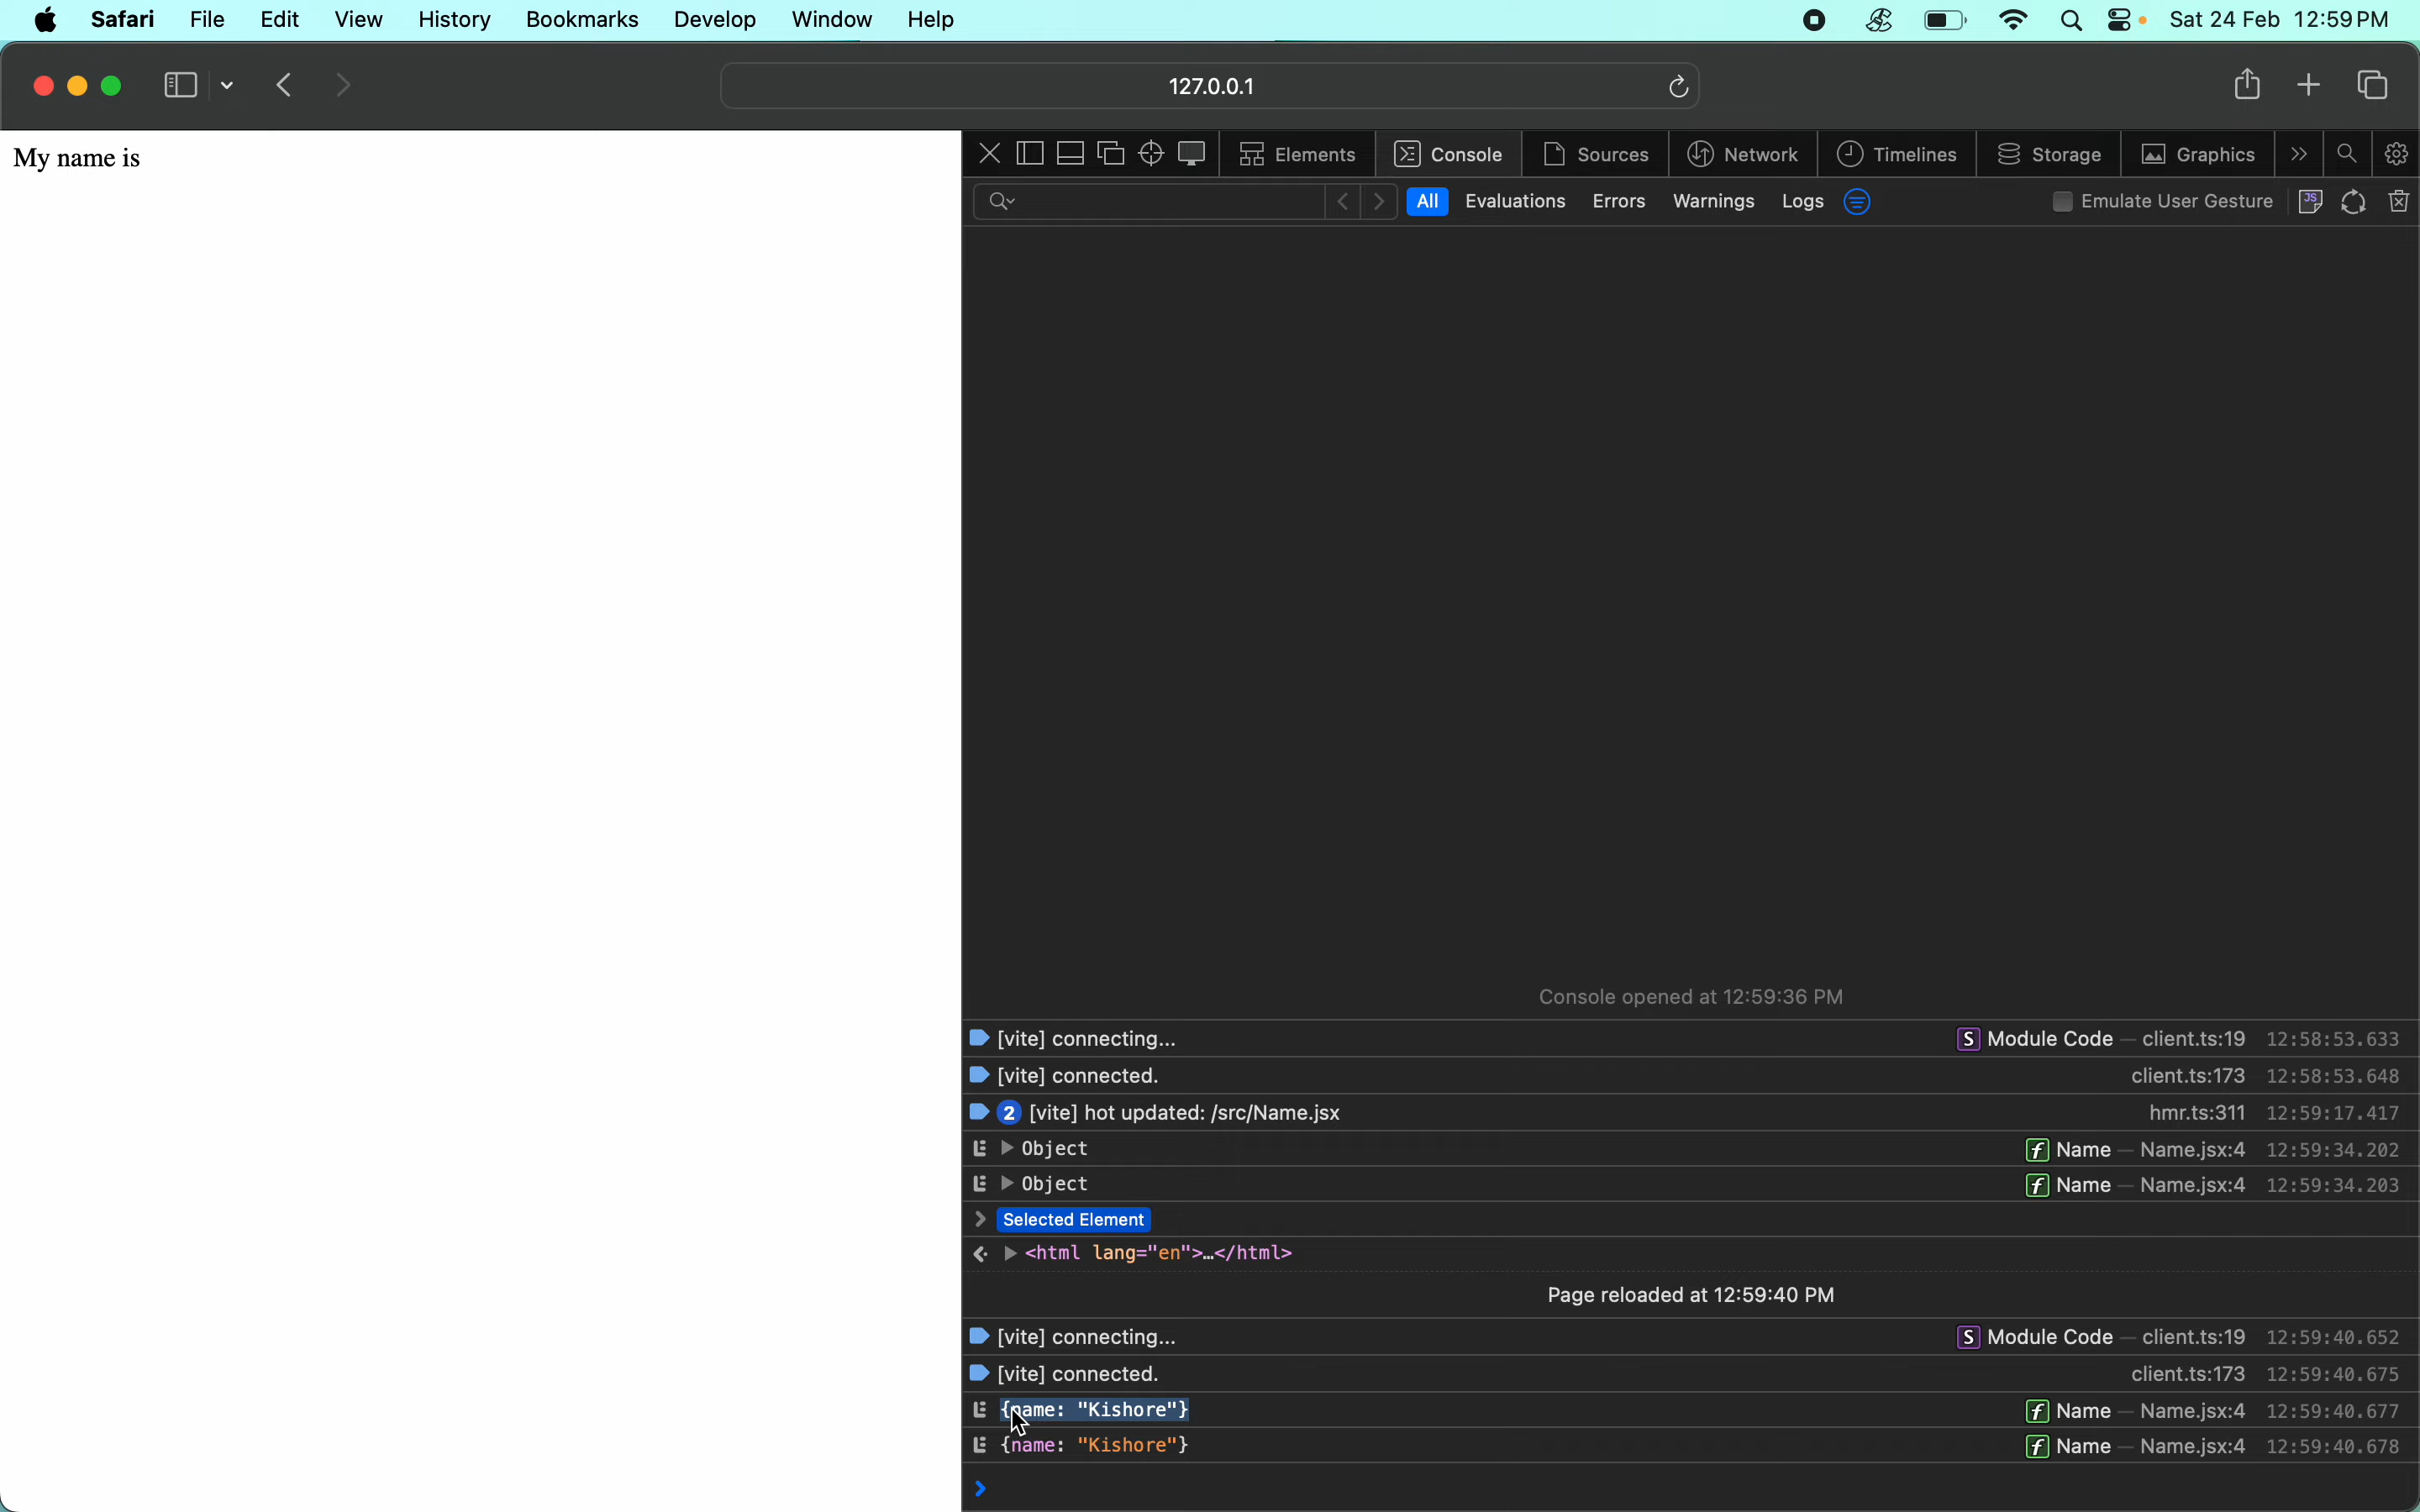 Safari File Edit View History Bookmarks Develop Window Help Sat 24 Feb 12:59 PM
127.0.0.1
My name is
Elements Console Sources Network Timelines Storage Graphics
All Evaluations Errors Warnings Logs Emulate User Gesture JS
Console opened at 12:59:36 PM
[vite] connecting... S Module Code — client.ts:19 12:58:53.633
[vite] connected. client.ts:173 12:58:53.648
2 [vite] hot updated: /src/Name.jsx hmr.ts:311 12:59:17.417
Object f Name — Name.jsx:4 12:59:34.202
Object f Name — Name.jsx:4 12:59:34.203
Selected Element
<html lang="en">…</html>
Page reloaded at 12:59:40 PM
[vite] connecting... S Module Code — client.ts:19 12:59:40.652
[vite] connected. client.ts:173 12:59:40.675
{name: "Kishore"} f Name — Name.jsx:4 12:59:40.677
{name: "Kishore"} f Name — Name.jsx:4 12:59:40.678